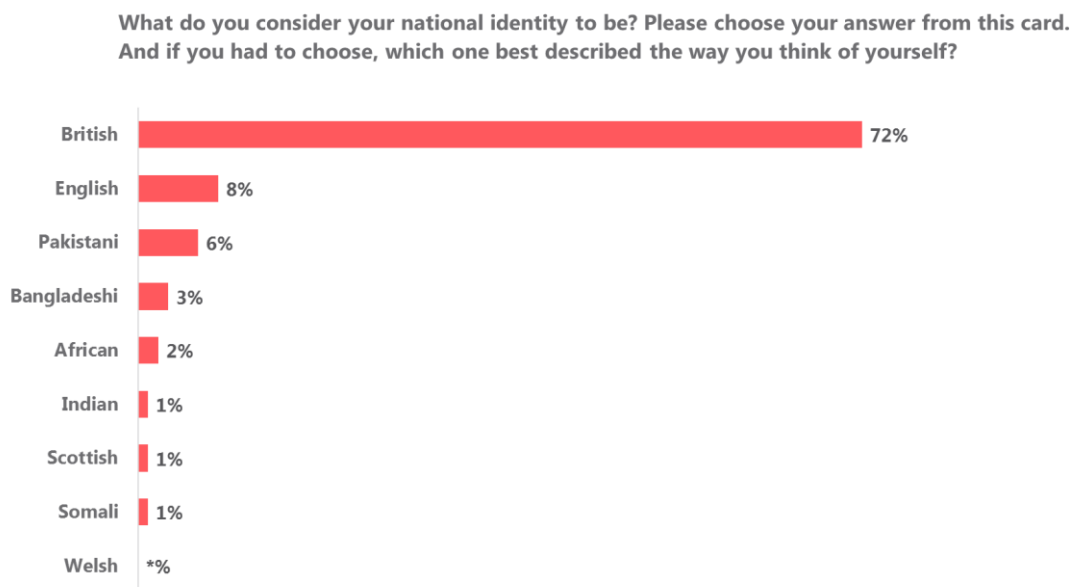 What do you consider your national identity to be? Please choose your answer from this card.
And if you had to choose, which one best described the way you think of yourself?
British 72%
English 8%
Pakistani 6%
Bangladeshi 3%
African 2%
Indian 1%
Scottish 1%
Somali 1%
Welsh *%